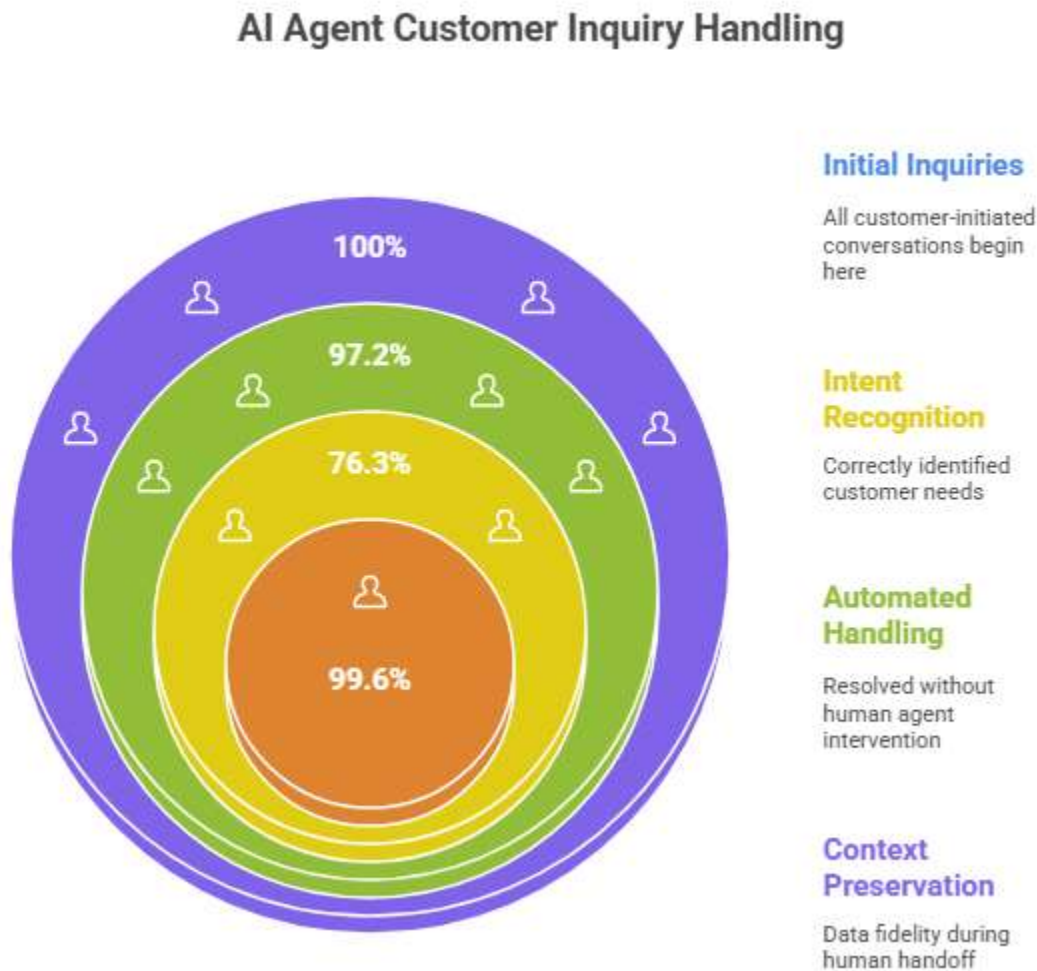 AI Agent Customer Inquiry Handling
100%
97.2%
76.3%
99.6%
Initial Inquiries
All customer-initiated
conversations begin
here
Intent
Recognition
Correctly identified
customer needs
Automated
Handling
Resolved without
human agent
intervention
Context
Preservation
Data fidelity during
human handoff